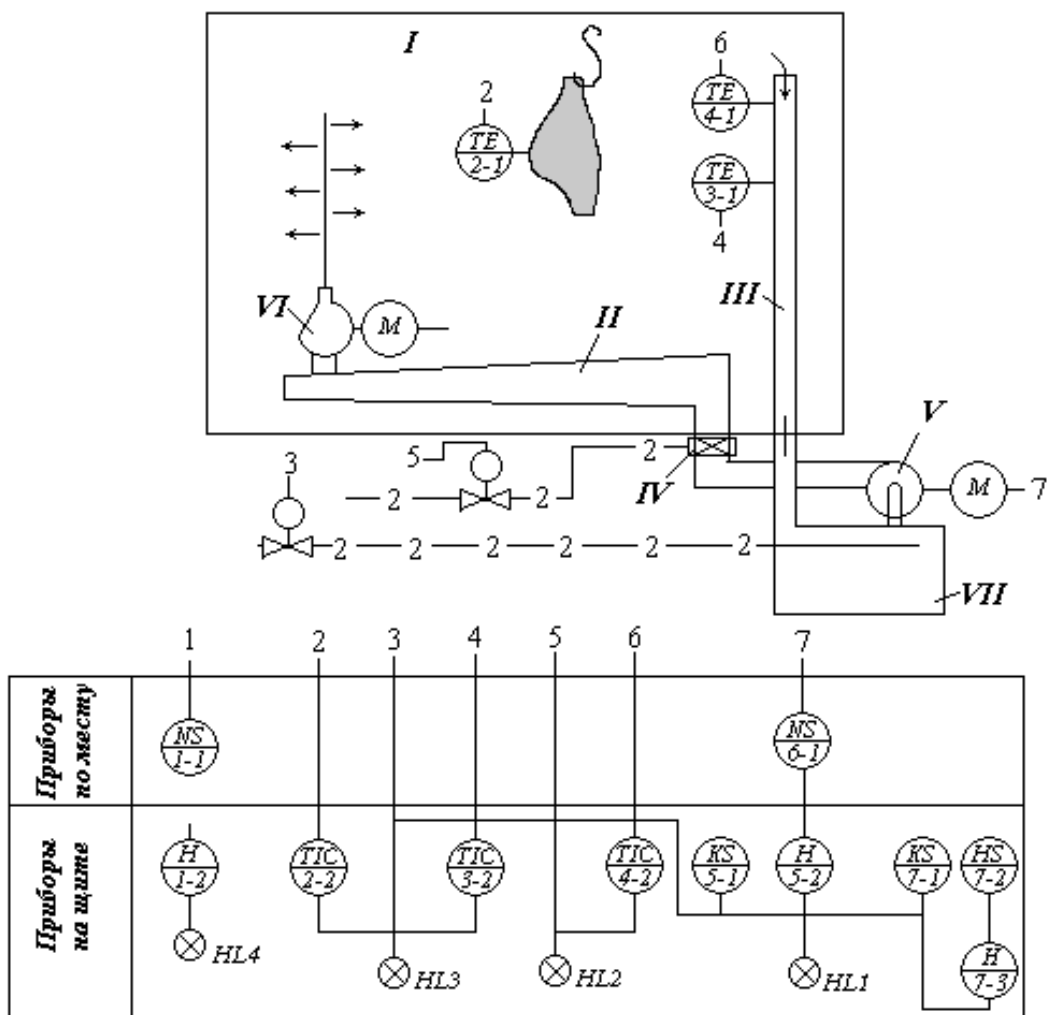 I
6
2
TE
4-1
TE
2-1
TE
3-1
4
VI
M
II
III
V
3
5
2
IV
M
7
2
2
2
2
2
2
2
2
VII
1
2
3
4
5
6
7
Приборы
по месту
NS
1-1
NS
6-1
Приборы
на щите
H
1-2
TIC
2-2
TIC
3-2
TIC
4-2
KS
5-1
H
5-2
KS
7-1
HS
7-2
HL4
HL3
HL2
HL1
H
7-3